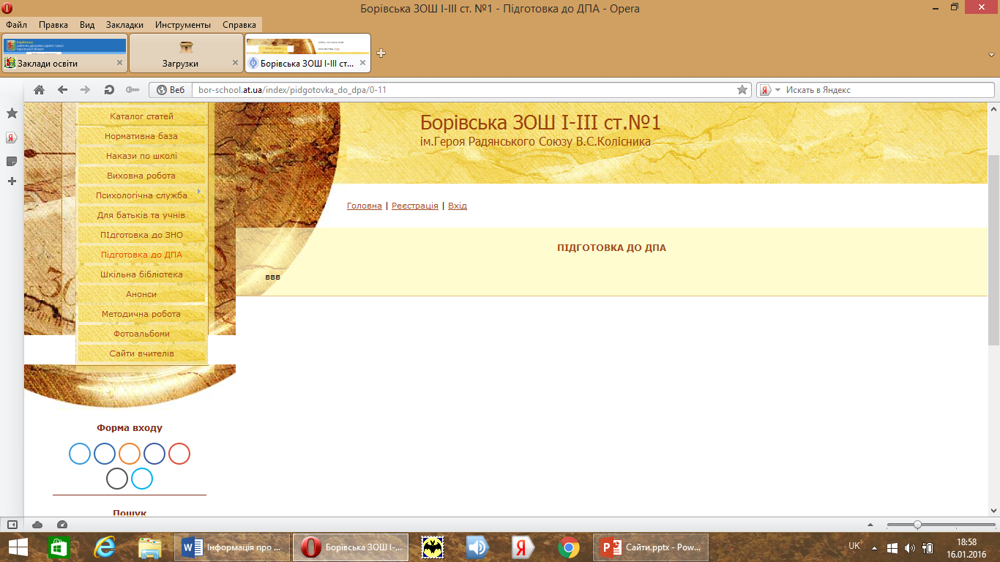 Борівська ЗОШ І-ІІІ ст. №1 - Підготовка до ДПА - Opera
Файл Правка Вид Закладки Инструменты Справка
Заклади освіти
Загрузки
Борівська ЗОШ І-ІІІ ст...
Веб
bor-school.at.ua/index/pidgotovka_do_dpa/0-11
Искать в Яндекс
Каталог статей
Нормативна база
Накази по школі
Виховна робота
Психологічна служба
Для батьків та учнів
ПІдготовка до ЗНО
Підготовка до ДПА
Шкільна бібліотека
Анонси
Методична робота
Фотоальбоми
Сайти вчителів
Форма входу
Пошук
Борівська ЗОШ І-ІІІ ст.№1
ім.Героя Радянського Союзу В.С.Колісника
Головна | Реєстрація | Вхід
ПІДГОТОВКА ДО ДПА
ввв
Інформація про ...
Борівська ЗОШ І-...
Сайти.pptx - Pow...
UK
18:58
16.01.2016